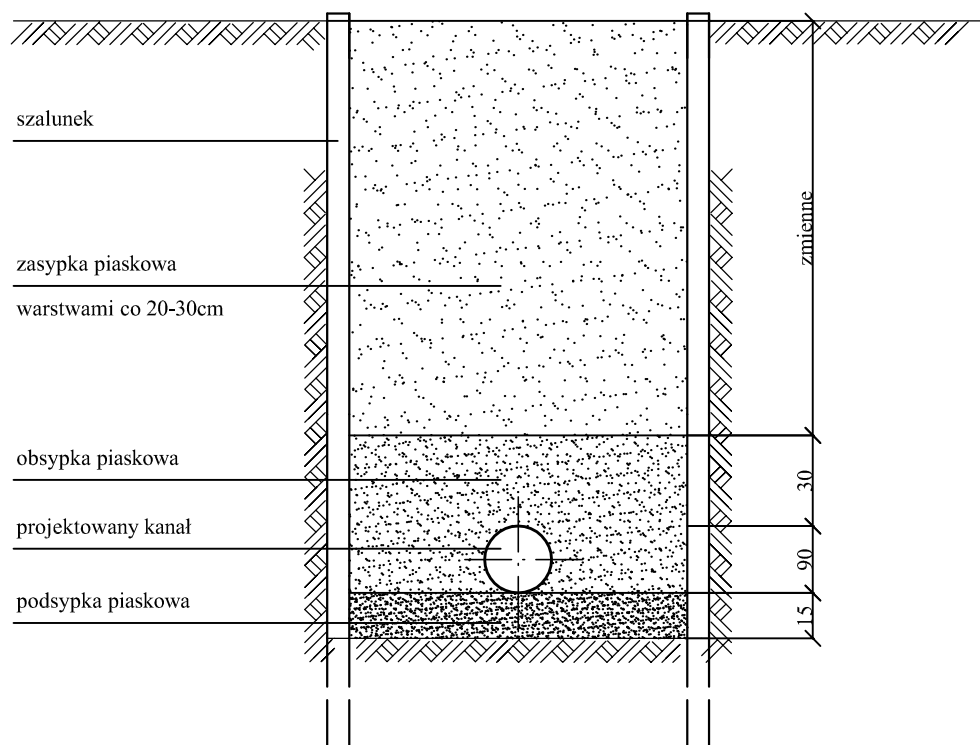 szalunek
zasypka piaskowa
warstwami co 20-30cm
obsypka piaskowa
projektowany kanał
podsypka piaskowa
zmienne
30
90
15